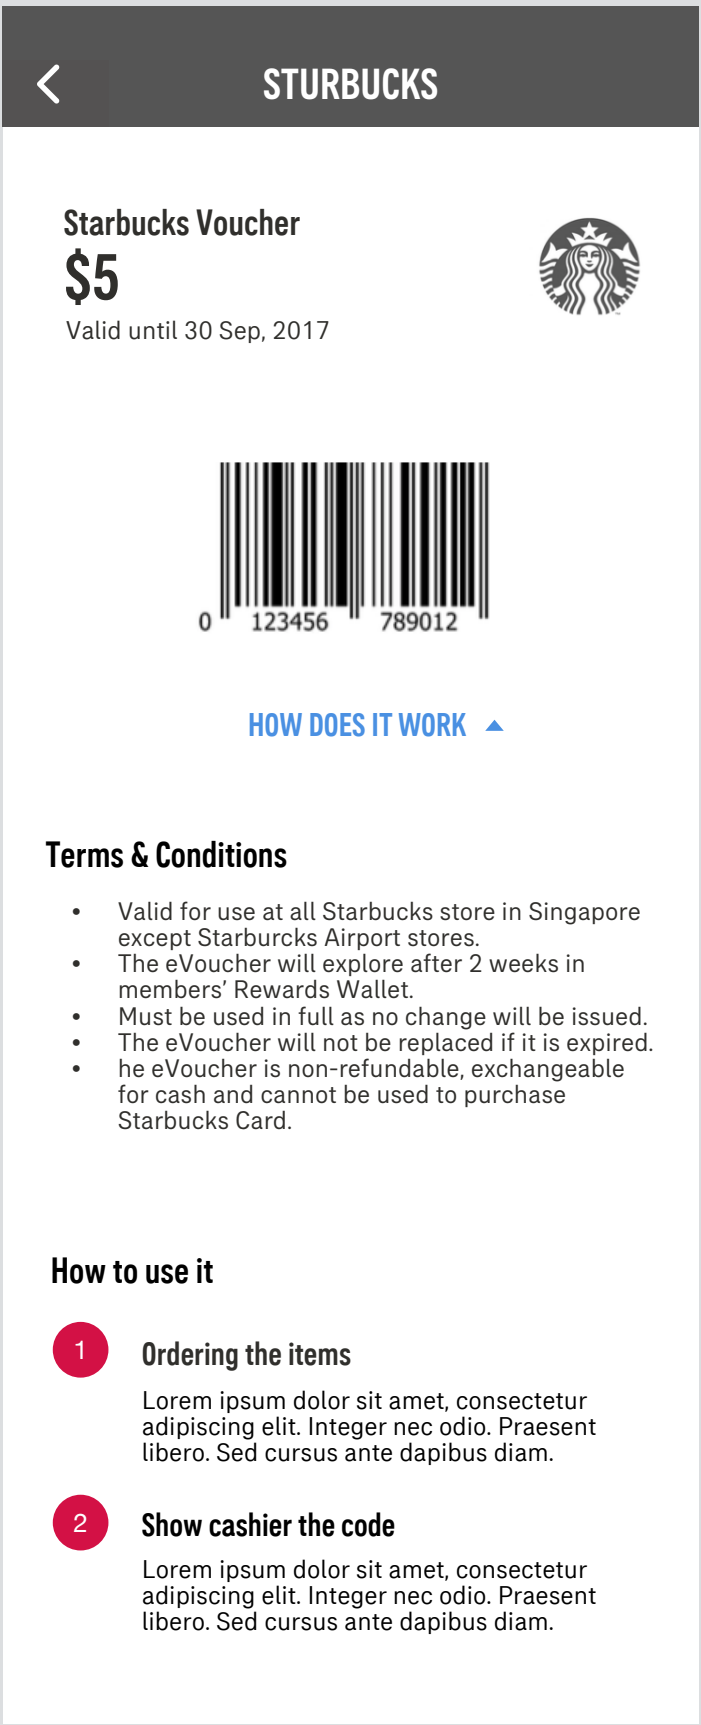 STURBUCKS
Starbucks Voucher
$5
Valid until 30 Sep, 2017
0 123456 789012
HOW DOES IT WORK
Terms & Conditions
• Valid for use at all Starbucks store in Singapore
except Starburcks Airport stores.
• The eVoucher will explore after 2 weeks in
members’ Rewards Wallet.
• Must be used in full as no change will be issued.
• The eVoucher will not be replaced if it is expired.
• he eVoucher is non-refundable, exchangeable
for cash and cannot be used to purchase
Starbucks Card.
How to use it
1 Ordering the items
Lorem ipsum dolor sit amet, consectetur
adipiscing elit. Integer nec odio. Praesent
libero. Sed cursus ante dapibus diam.
2 Show cashier the code
Lorem ipsum dolor sit amet, consectetur
adipiscing elit. Integer nec odio. Praesent
libero. Sed cursus ante dapibus diam.